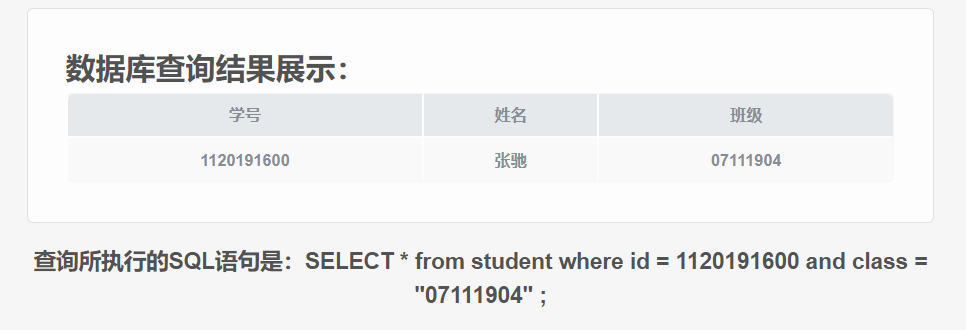 数据库查询结果展示：
学号 姓名 班级
1120191600 张驰 07111904
查询所执行的SQL语句是：SELECT * from student where id = 1120191600 and class =
"07111904" ;